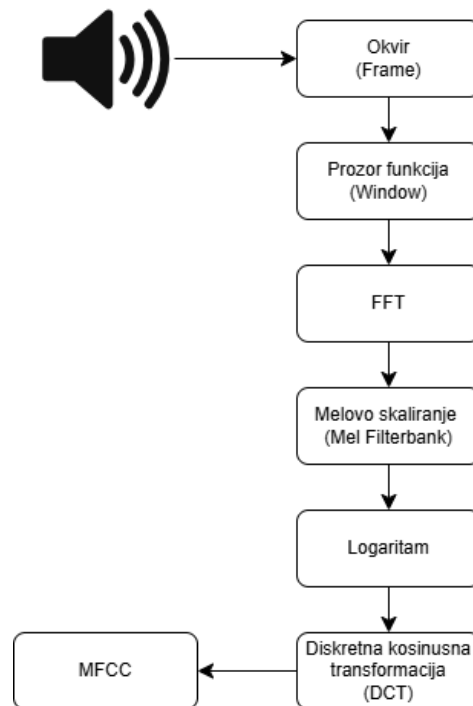 Okvir
(Frame)
Prozor funkcija
(Window)
FFT
Melovo skaliranje
(Mel Filterbank)
Logaritam
Diskretna kosinusna
transformacija
(DCT)
MFCC